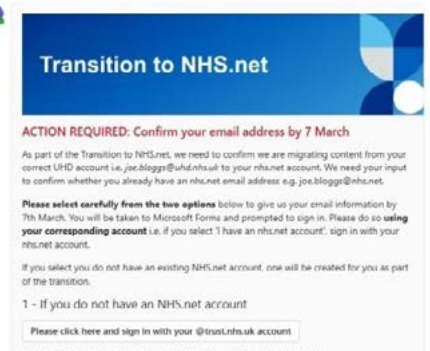 Transition to NHS.net
ACTION REQUIRED: Confirm your email address by 7 March
As part of the Transition to NHS.net, we need to confirm we are migrating content from your
correct UHD account i.e. joe.bloggs@uhd.nhs.uk to your nhs.net account. We need your input
to confirm whether you already have an nhs.net email address e.g. joe.bloggs@nhs.net.
Please select carefully from the two options below to give us your email information by
7th March. You will be taken to Microsoft Forms and prompted to sign in. Please do so using
your corresponding account i.e. if you select 'I have an nhs.net account', sign in with your
nhs.net account.
If you select you do not have an existing NHS.net account, one will be created for you as part
of the transition.
1 - If you do not have an NHS.net account
Please click here and sign in with your @trust.nhs.uk account